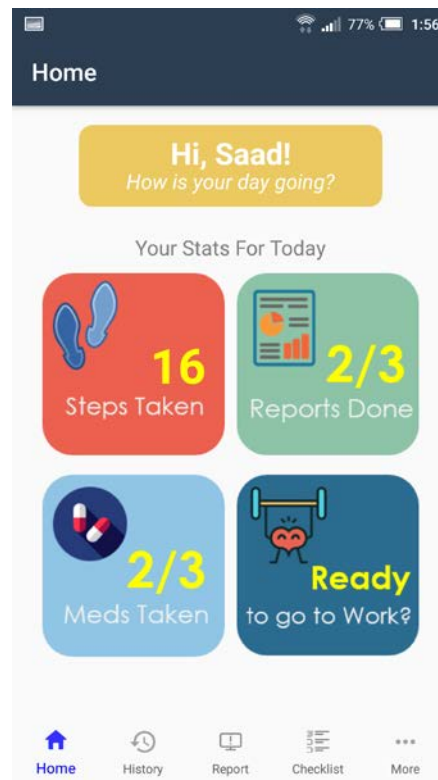 77% 1:56
Home
Hi, Saad!
How is your day going?
Your Stats For Today
16
Steps Taken
2/3
Reports Done
2/3
Meds Taken
Ready
to go to Work?
Home History Report Checklist More